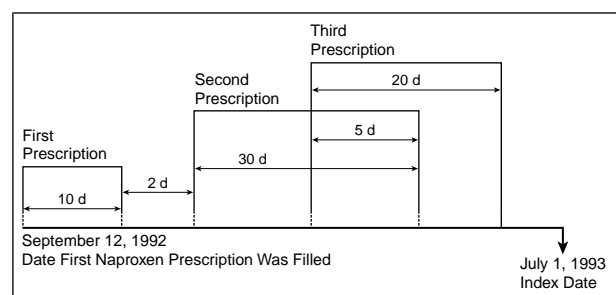 Third
Prescription
20 d
Second
Prescription
5 d
First
Prescription
30 d
2 d
10 d
September 12, 1992
Date First Naproxen Prescription Was Filled
July 1, 1993
Index Date